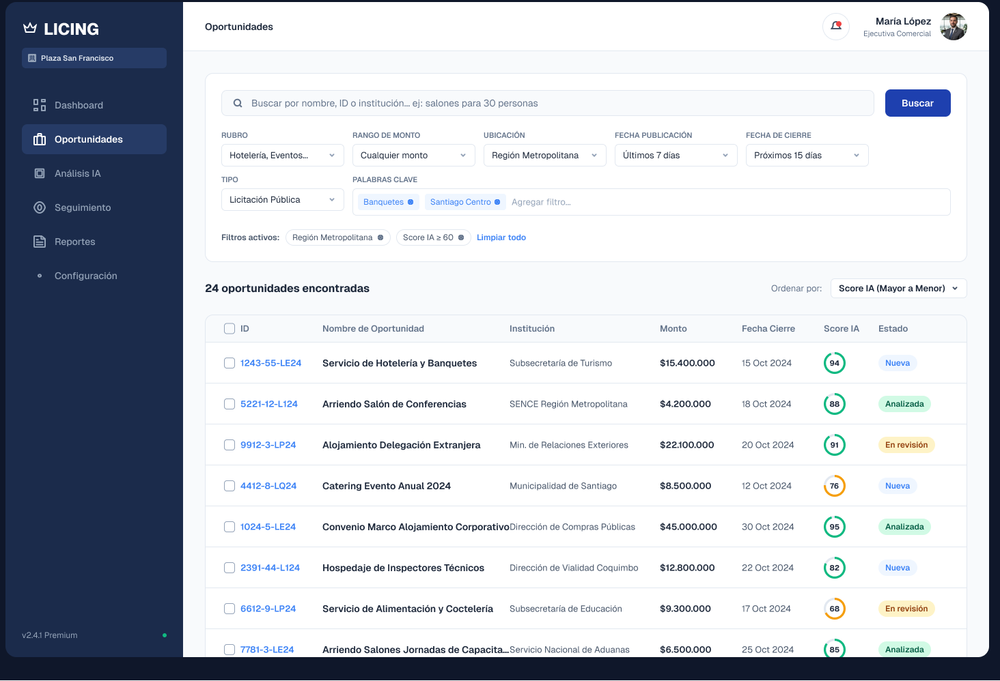 LICING
Plaza San Francisco
Dashboard
Oportunidades
Análisis IA
Seguimiento
Reportes
Configuración
v2.4.1 Premium
Oportunidades
María López
Ejecutiva Comercial
Buscar por nombre, ID o institución... ej: salones para 30 personas
Buscar
RUBRO RANGO DE MONTO UBICACIÓN FECHA PUBLICACIÓN FECHA DE CIERRE
Hotelería, Eventos... Cualquier monto Región Metropolitana Últimos 7 días Próximos 15 días
TIPO PALABRAS CLAVE
Licitación Pública Banquetes Santiago Centro Agregar filtro...
Filtros activos: Región Metropolitana Score IA ≥ 60 Limpiar todo
24 oportunidades encontradas
Ordenar por: Score IA (Mayor a Menor)
ID Nombre de Oportunidad Institución Monto Fecha Cierre Score IA Estado
1243-55-LE24 Servicio de Hotelería y Banquetes Subsecretaría de Turismo $15.400.000 15 Oct 2024 94 Nueva
5221-12-L124 Arriendo Salón de Conferencias SENCE Región Metropolitana $4.200.000 18 Oct 2024 88 Analizada
9912-3-LP24 Alojamiento Delegación Extranjera Min. de Relaciones Exteriores $22.100.000 20 Oct 2024 91 En revisión
4412-8-LQ24 Catering Evento Anual 2024 Municipalidad de Santiago $8.500.000 12 Oct 2024 76 Nueva
1024-5-LE24 Convenio Marco Alojamiento Corporativo Dirección de Compras Públicas $45.000.000 30 Oct 2024 95 Analizada
2391-44-L124 Hospedaje de Inspectores Técnicos Dirección de Vialidad Coquimbo $12.800.000 22 Oct 2024 82 Nueva
6612-9-LP24 Servicio de Alimentación y Coctelería Subsecretaría de Educación $9.300.000 17 Oct 2024 68 En revisión
7781-3-LE24 Arriendo Salones Jornadas de Capacita... Servicio Nacional de Aduanas $6.500.000 25 Oct 2024 85 Analizada